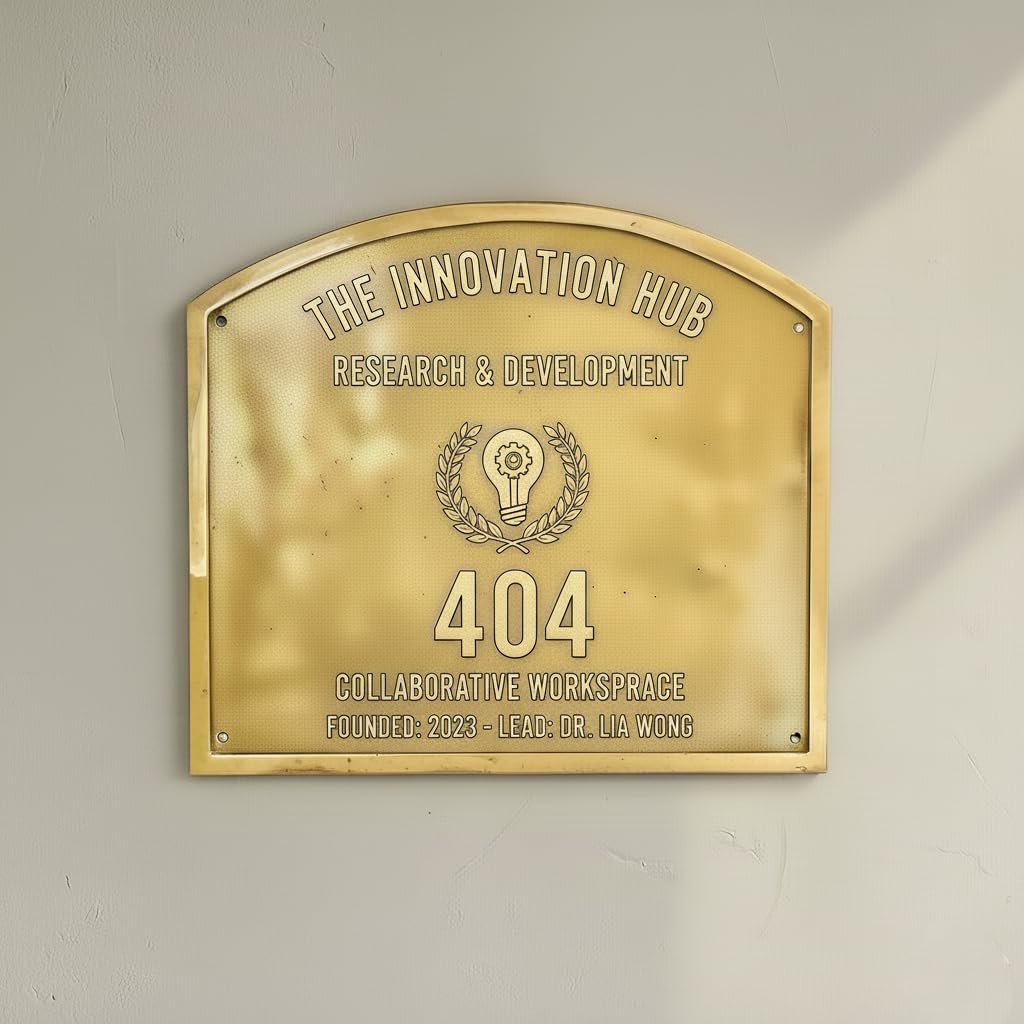 THE INNOVATION HUB
RESEARCH & DEVELOPMENT
404
COLLABORATIVE WORKSPRACE
FOUNDED: 2023 - LEAD: DR. LIA WONG